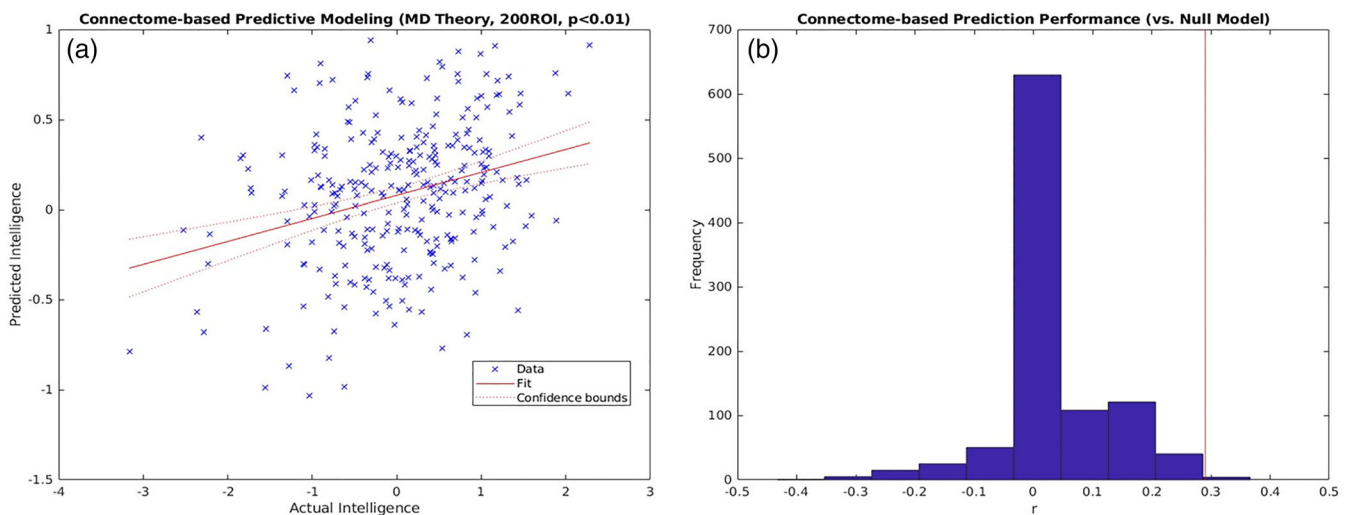 Connectome-based Predictive Modeling (MD Theory, 200ROI, p<0.01)
(a)
1
0.5
0
-0.5
-1
-1.5
Predicted Intelligence
Data
Fit
Confidence bounds
-4 -3 -2 -1 0 1 2 3
Actual Intelligence
Connectome-based Prediction Performance (vs. Null Model)
(b)
700
600
500
400
300
200
100
0
Frequency
-0.5 -0.4 -0.3 -0.2 -0.1 0 0.1 0.2 0.3 0.4 0.5
r